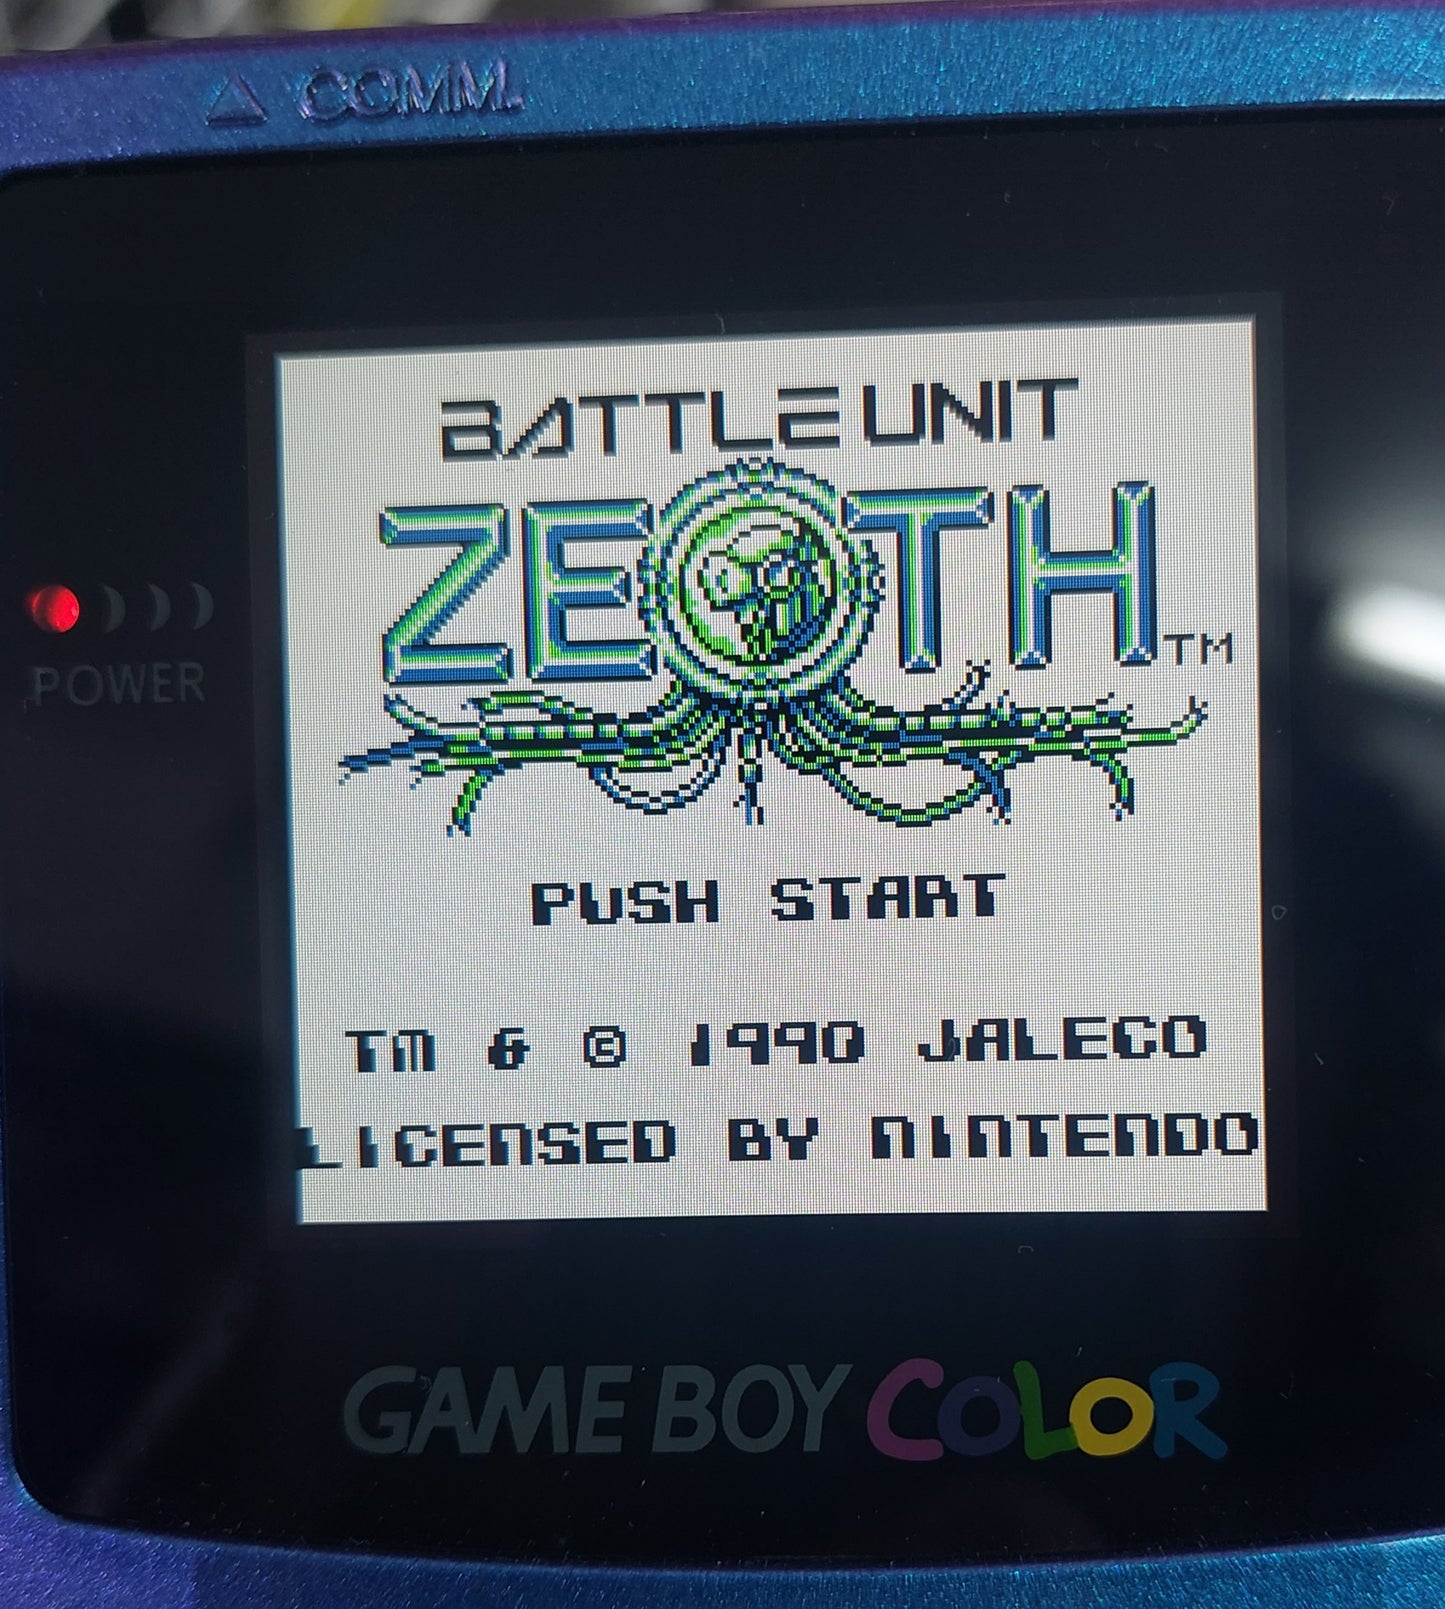 △ COMM.
BATTLE UNIT
ZEOTH TM
POWER
PUSH START
TM & © 1990 JALECO
LICENSED BY NINTENDO
GAME BOY COLOR